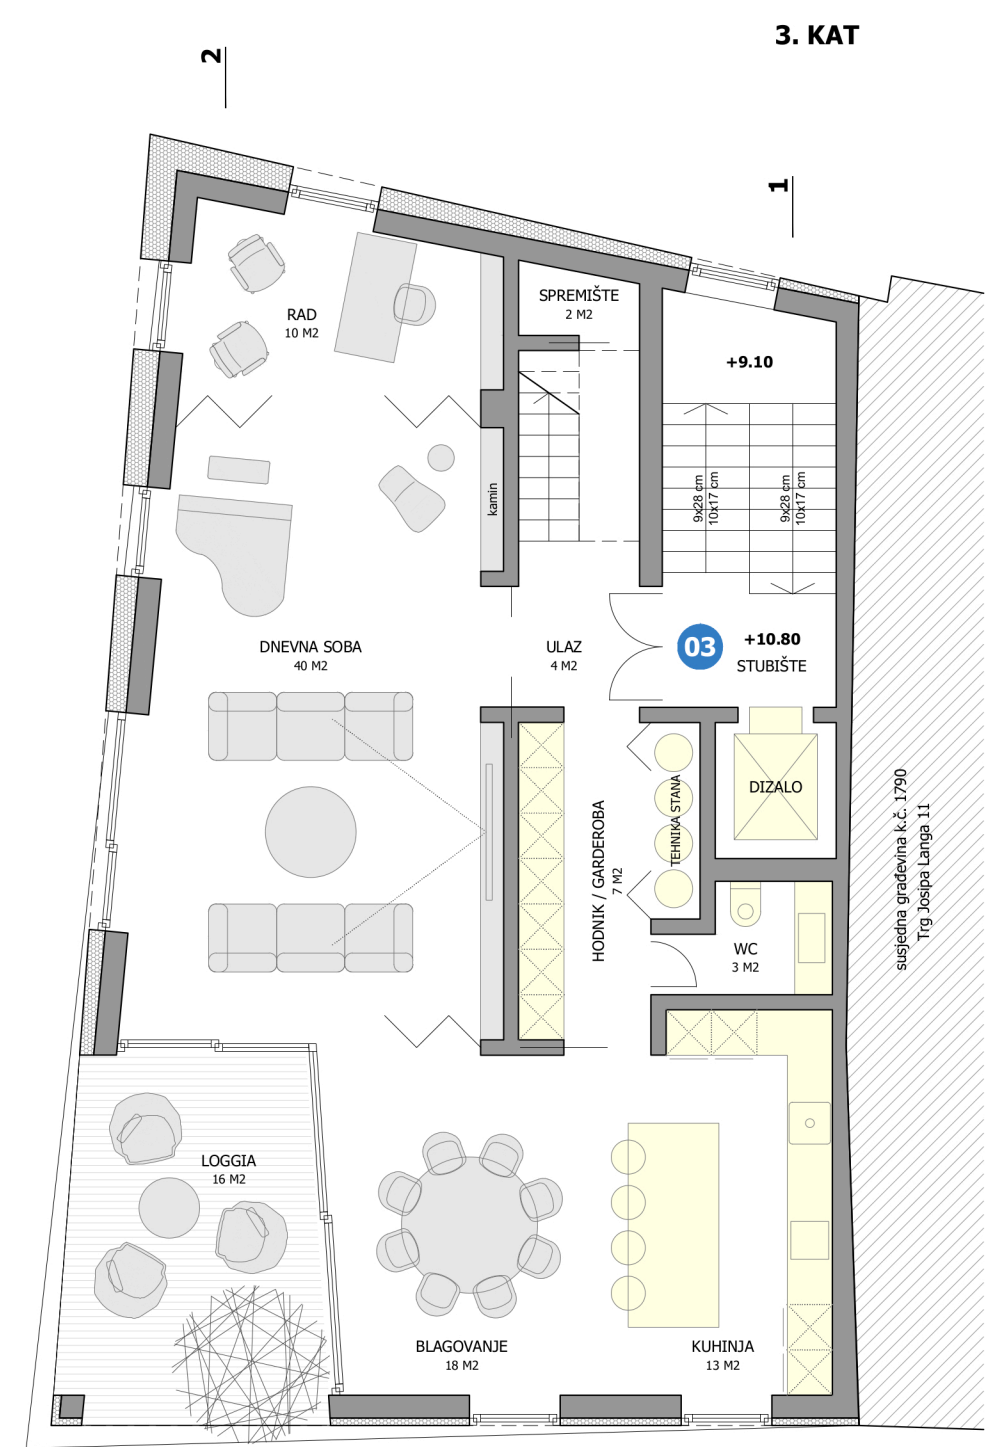 3. KAT
2
1
SPREMIŠTE
2 M2
RAD
10 M2
+9.10
kamin
9x28 cm
10x17 cm
9x28 cm
10x17 cm
DNEVNA SOBA
40 M2
ULAZ
4 M2
03
+10.80
STUBIŠTE
DIZALO
TEHNIKA STANA
HODNIK / GARDEROBA
7 M2
susjedna građevina k.č. 1790
Trg Josipa Langa 11
WC
3 M2
LOGGIA
16 M2
BLAGOVANJE
18 M2
KUHINJA
13 M2